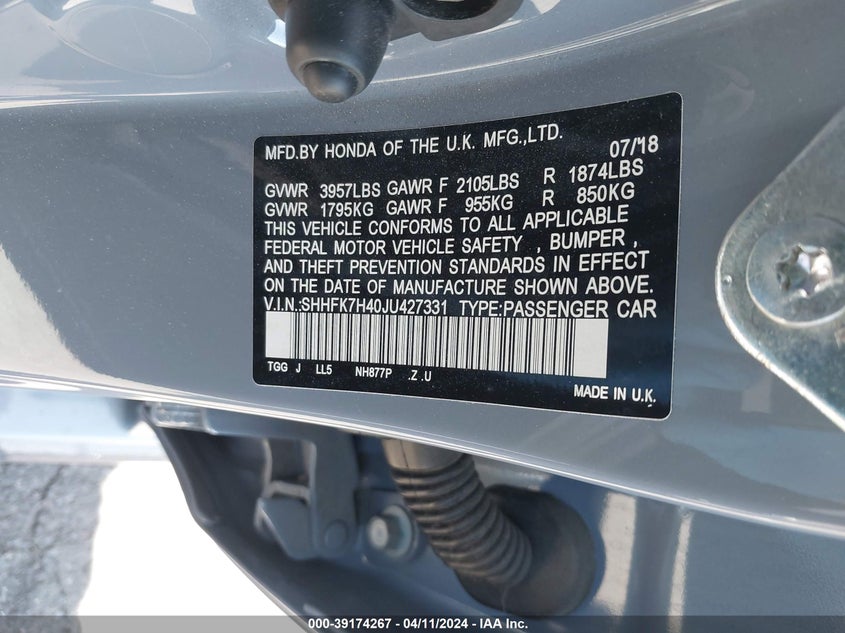 MFD.BY HONDA OF THE U.K. MFG.,LTD. 07/18
GVWR 3957LBS GAWR F 2105LBS R 1874LBS
GVWR 1795KG GAWR F 955KG R 850KG
THIS VEHICLE CONFORMS TO ALL APPLICABLE
FEDERAL MOTOR VEHICLE SAFETY , BUMPER ,
AND THEFT PREVENTION STANDARDS IN EFFECT
ON THE DATE OF MANUFACTURE SHOWN ABOVE.
V.I.N.:SHHFK7H40JU427331 TYPE:PASSENGER CAR
TGG J LL5 NH877P .Z .U
MADE IN U.K.
000-39174267 - 04/11/2024 - IAA Inc.